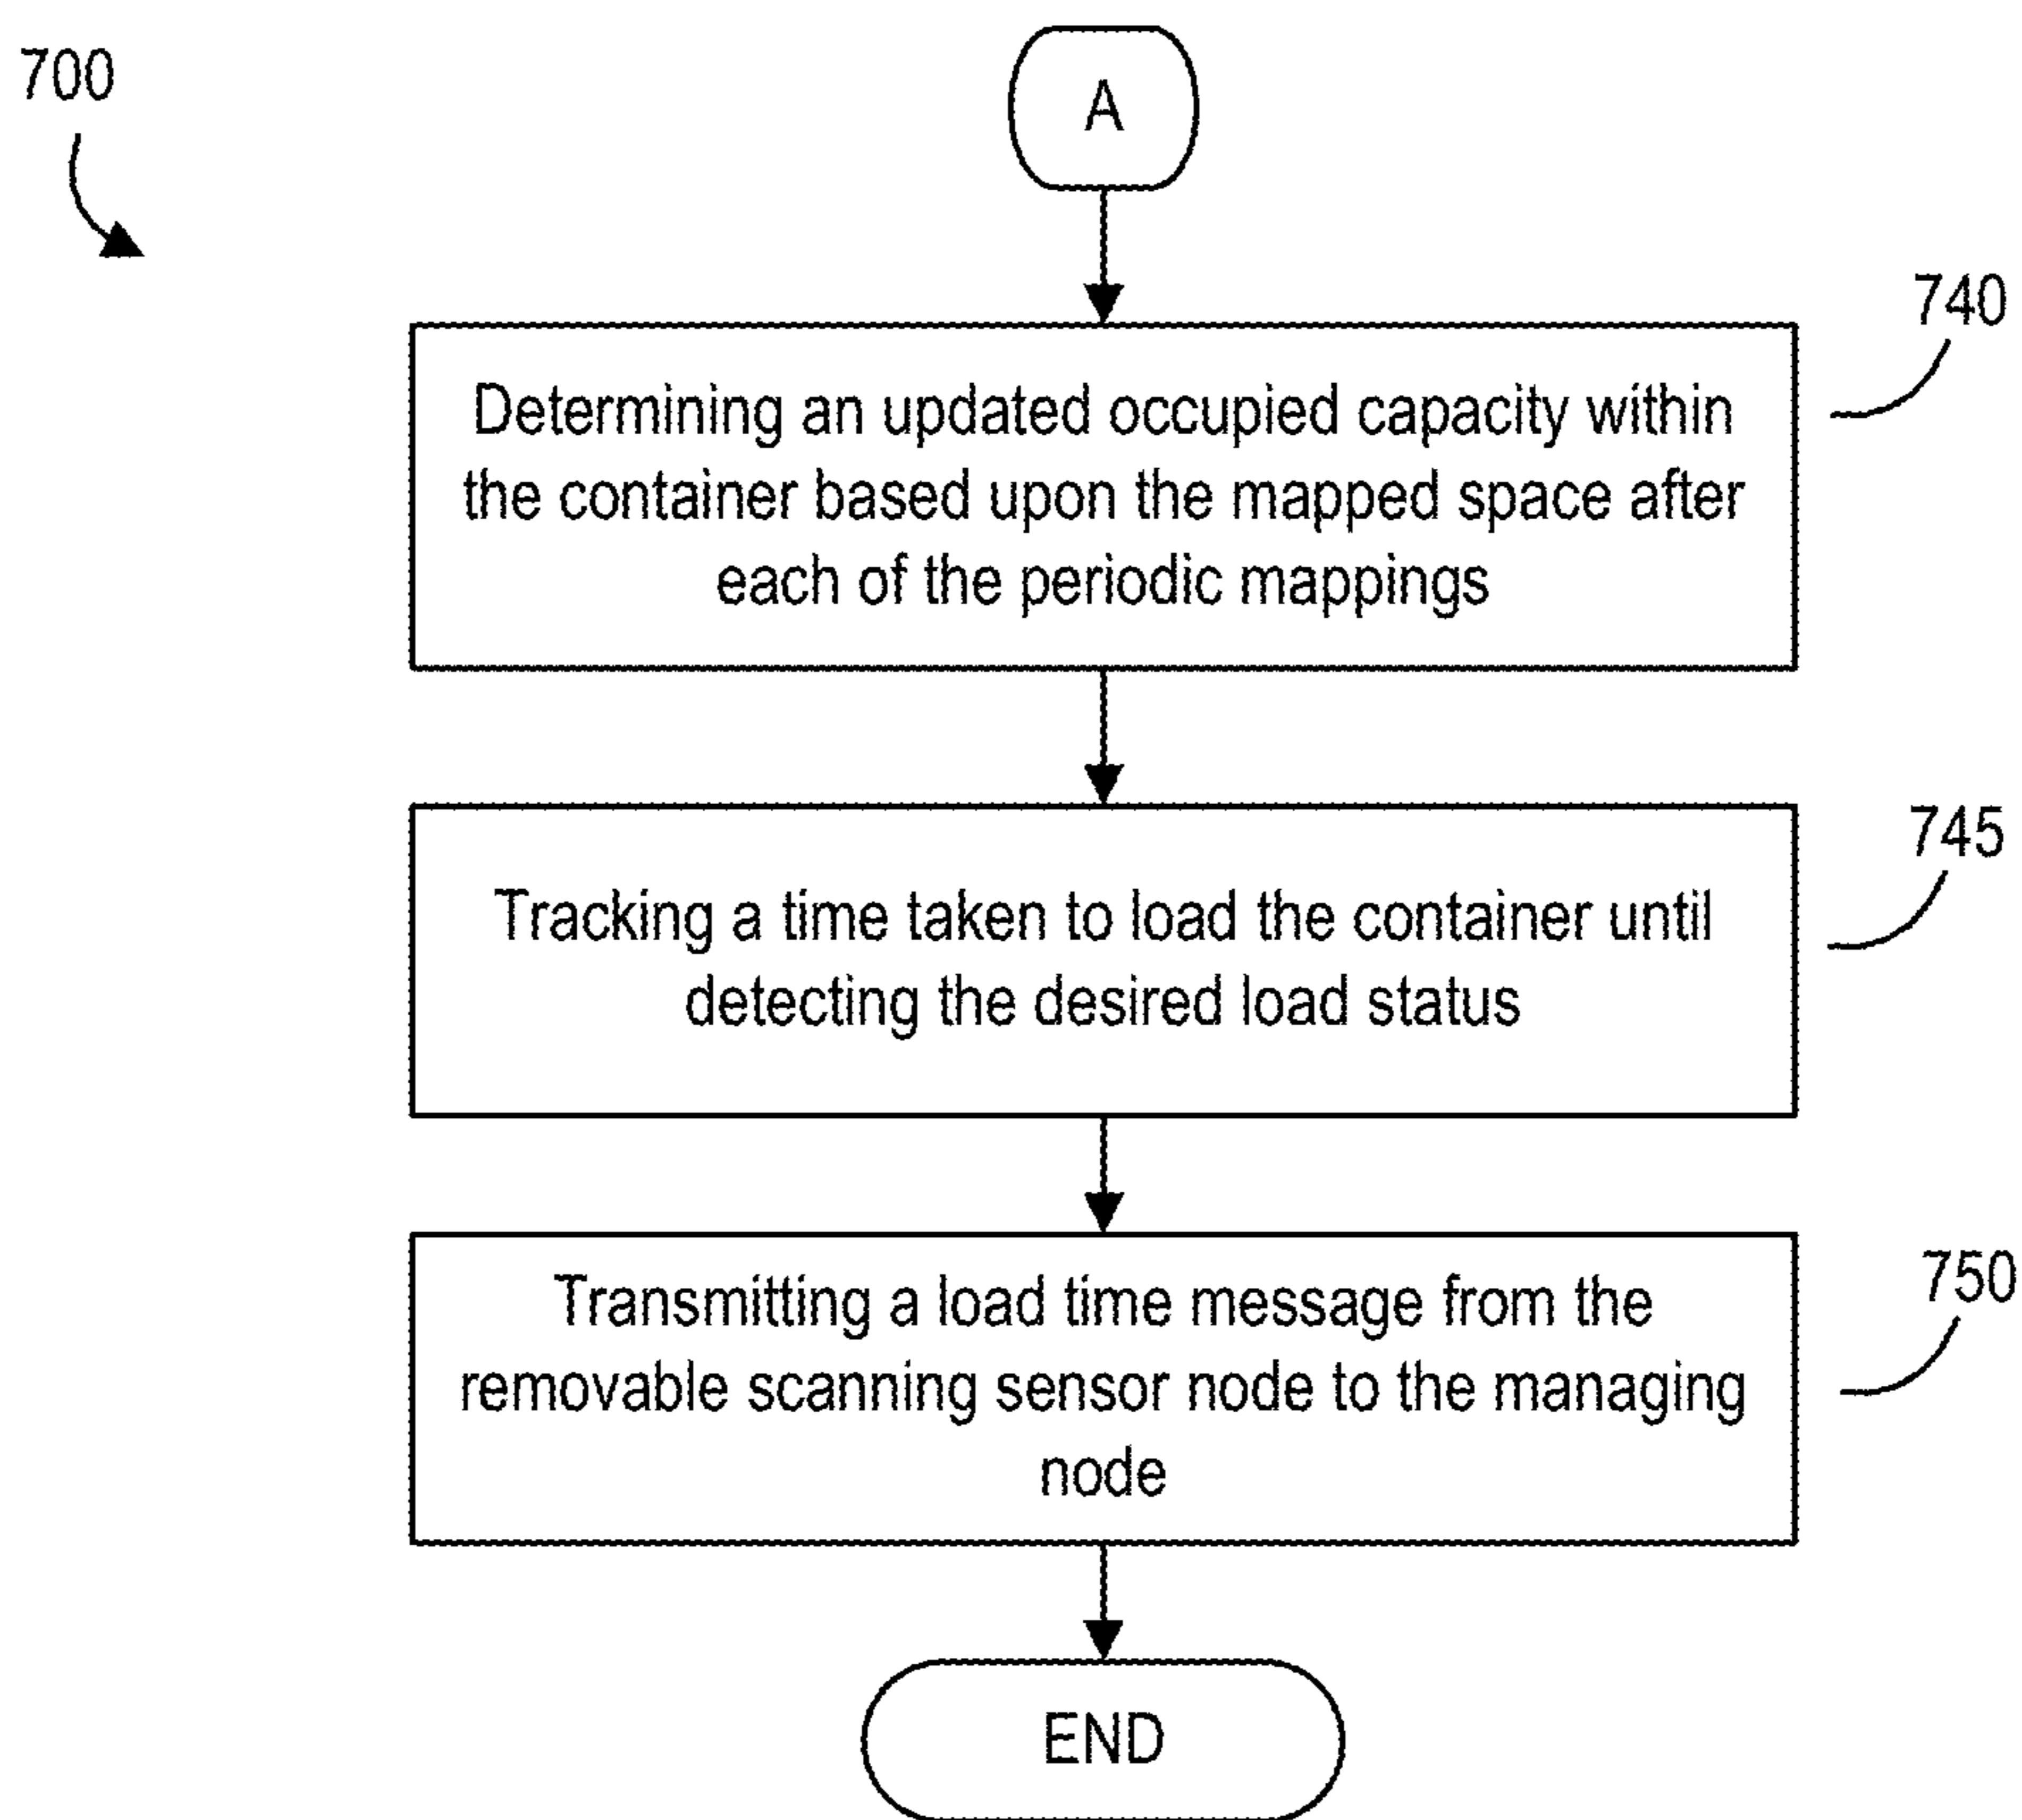 700
A
740
Determining an updated occupied capacity within
the container based upon the mapped space after
each of the periodic mappings
745
Tracking a time taken to load the container until
detecting the desired load status
750
Transmitting a load time message from the
removable scanning sensor node to the managing
node
END